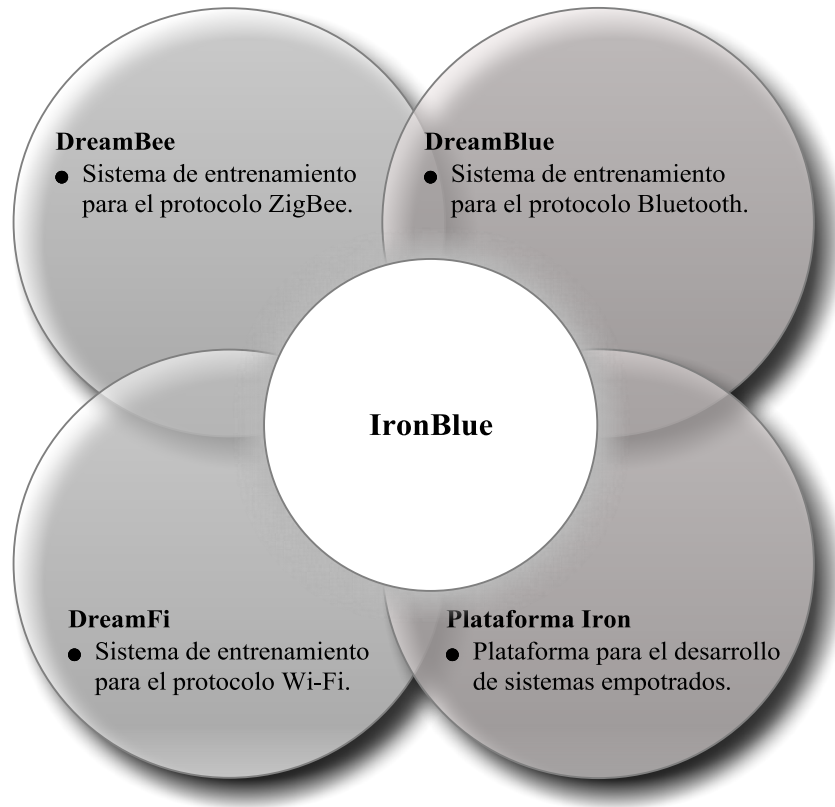 DreamBee
● Sistema de entrenamiento
para el protocolo ZigBee.
DreamBlue
● Sistema de entrenamiento
para el protocolo Bluetooth.
IronBlue
DreamFi
● Sistema de entrenamiento
para el protocolo Wi-Fi.
Plataforma Iron
● Plataforma para el desarrollo
de sistemas empotrados.